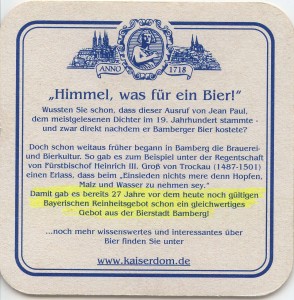 ANNO 1718
„Himmel, was für ein Bier!“
Wussten Sie schon, dass dieser Ausruf von Jean Paul,
dem meistgelesenen Dichter im 19. Jahrhundert stammte -
und zwar direkt nachdem er Bamberger Bier kostete?
Doch schon weitaus früher begann in Bamberg die Brauerei-
und Bierkultur. So gab es zum Beispiel unter der Regentschaft
von Fürstbischof Heinrich III. Groß von Trockau (1487-1501)
einen Erlass, dass beym „Einsieden nichts mere denn Hopfen,
Malz und Wasser zu nehmen sey.“
Damit gab es bereits 27 Jahre vor dem heute noch gültigen
Bayerischen Reinheitsgebot schon ein gleichwertiges
Gebot aus der Bierstadt Bamberg!
...noch mehr wissenswertes und interessantes über
Bier finden Sie unter
www.kaiserdom.de